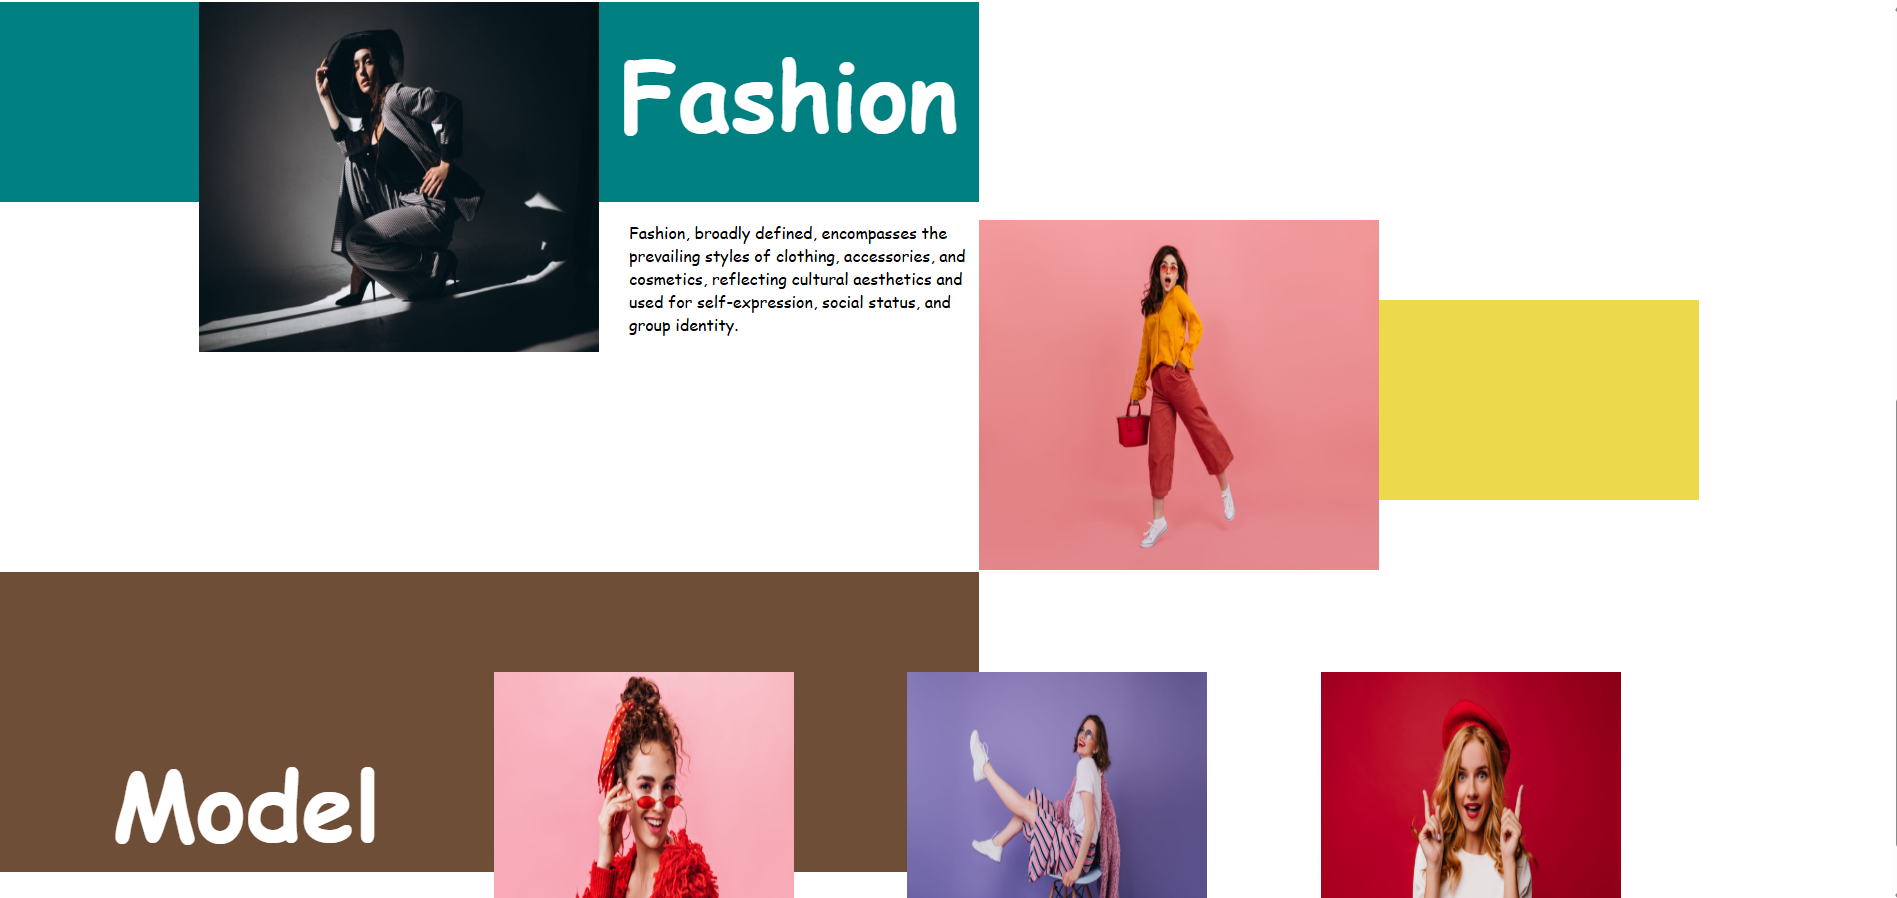 Fashion
Fashion, broadly defined, encompasses the
prevailing styles of clothing, accessories, and
cosmetics, reflecting cultural aesthetics and
used for self-expression, social status, and
group identity.
Model